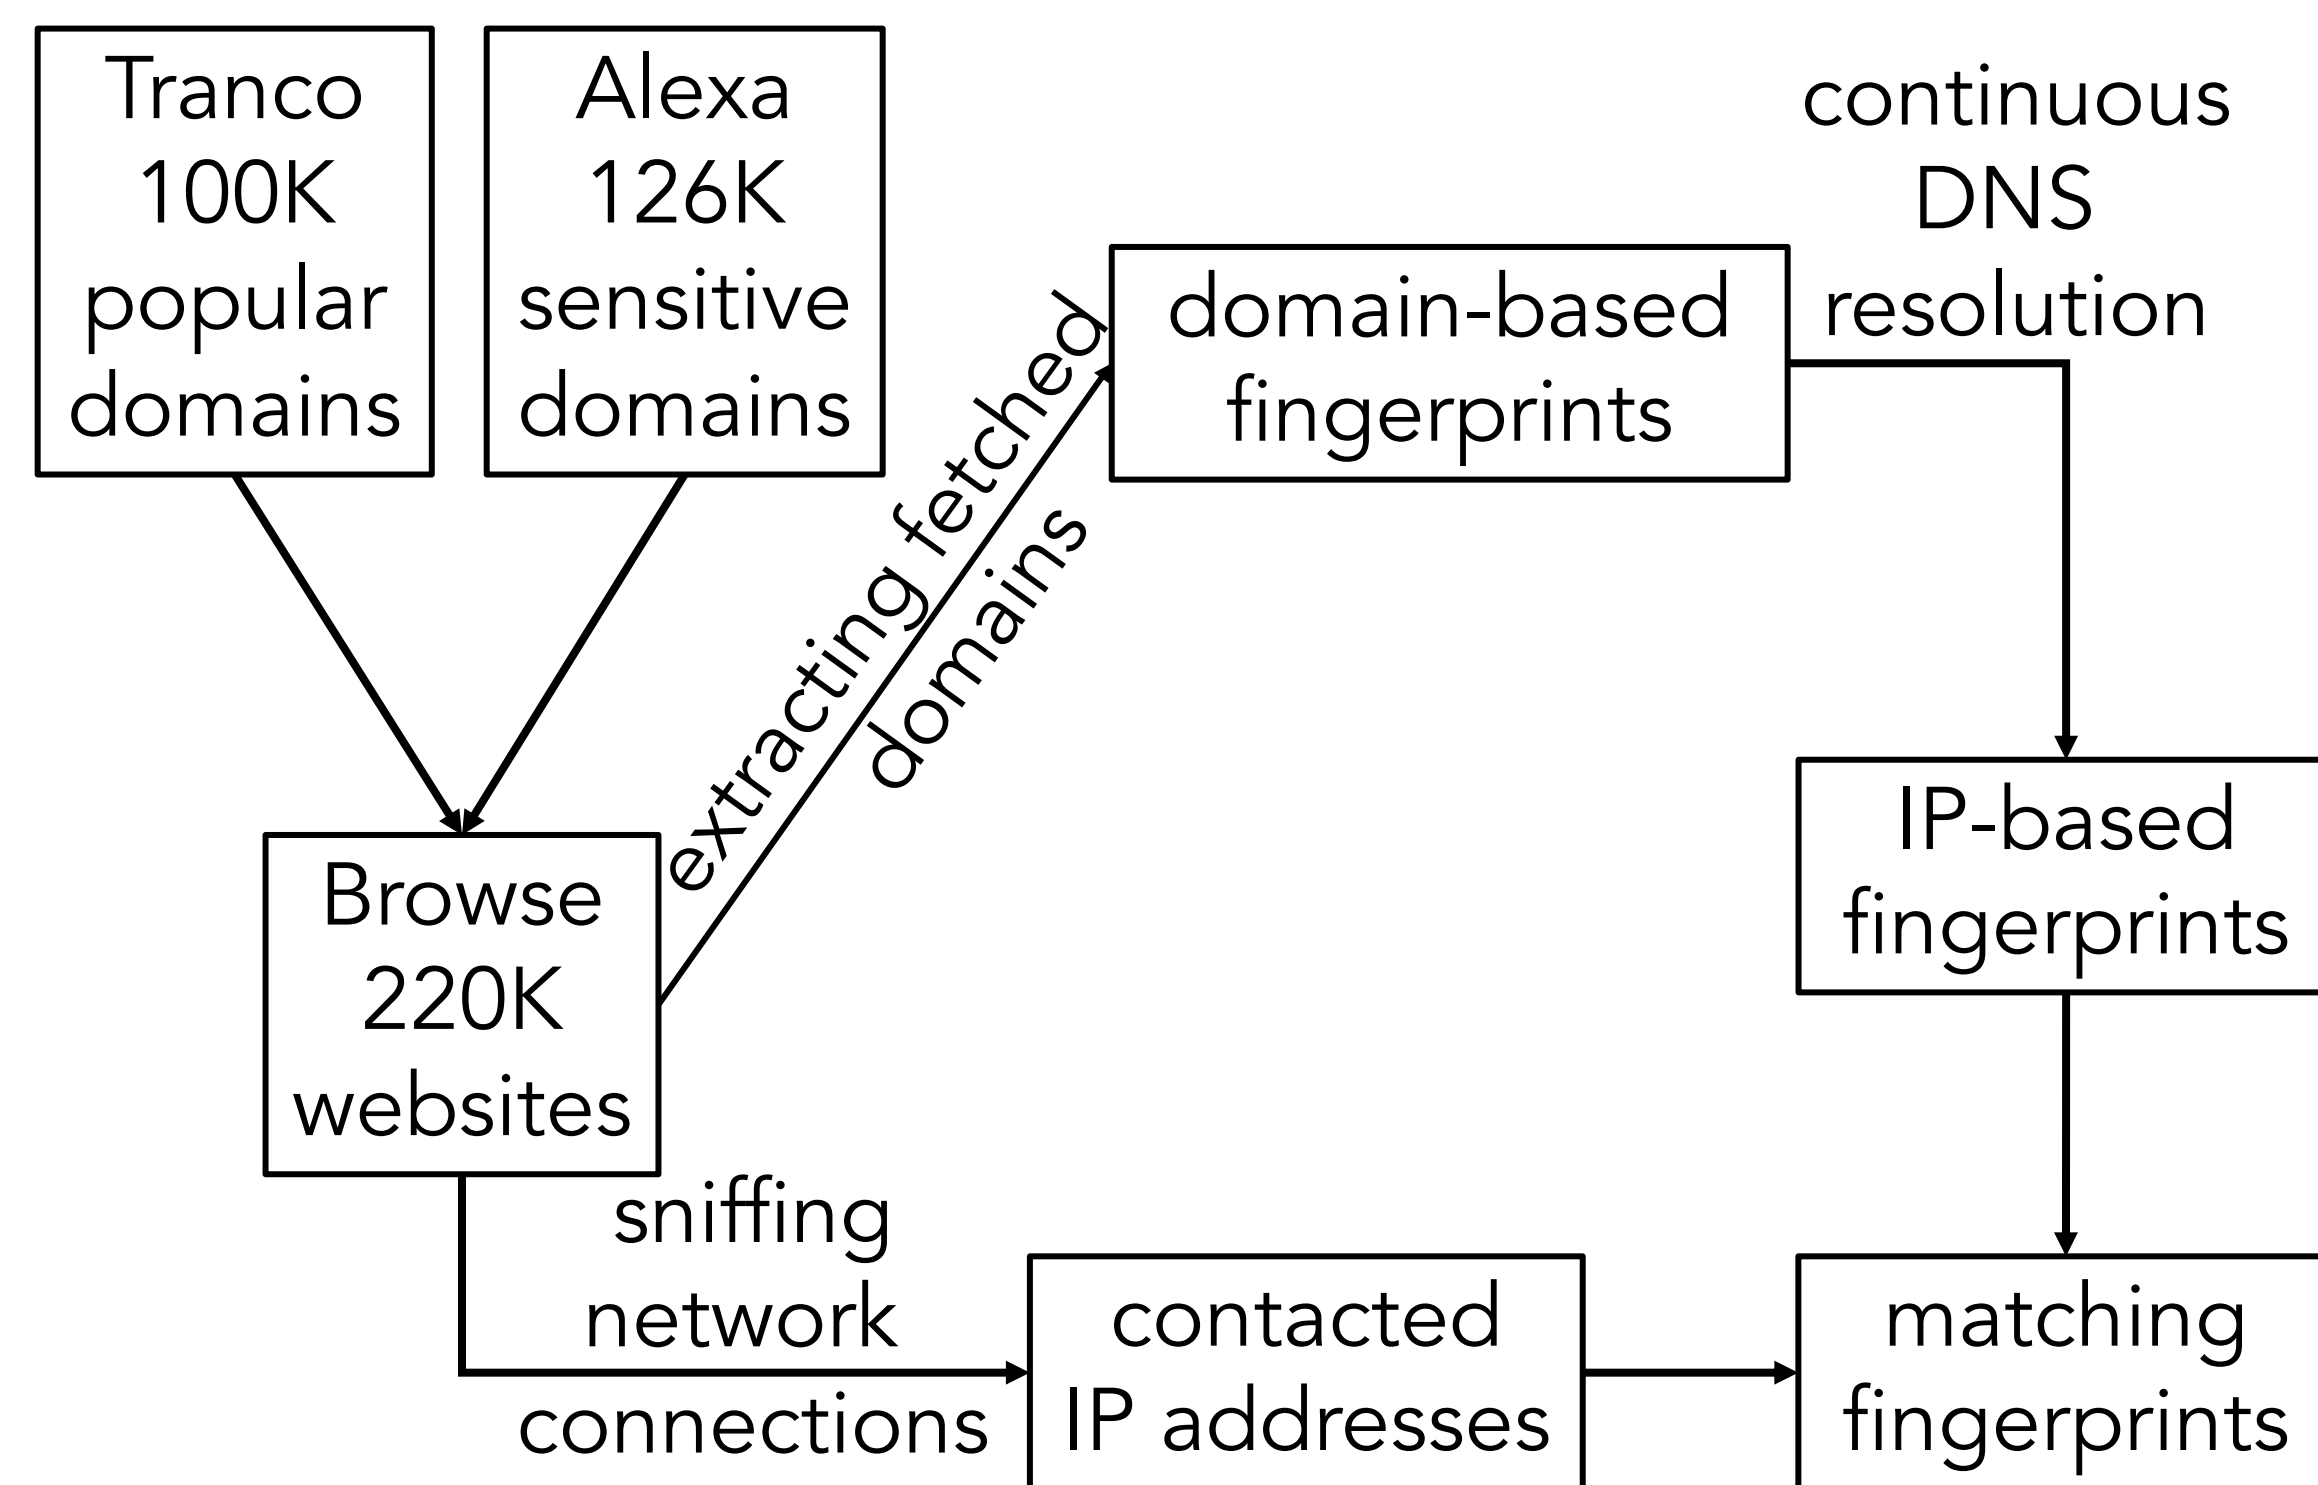 Tranco
100K
popular
domains
Alexa
126K
sensitive
domains
extracting fetched
domains
domain-based
fingerprints
continuous
DNS
resolution
IP-based
fingerprints
Browse
220K
websites
sniffing
network
connections
contacted
IP addresses
matching
fingerprints